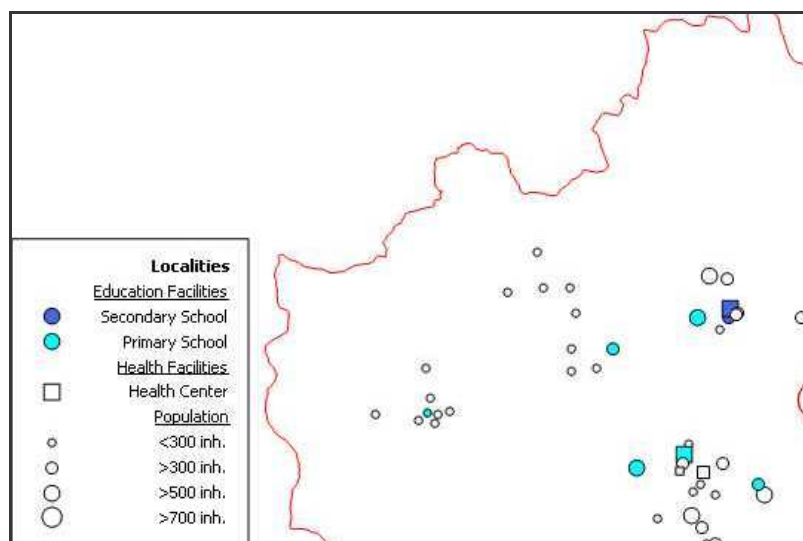 Localities
Education Facilities
Secondary School
Primary School
Health Facilities
Health Center
Population
<300 inh.
>300 inh.
>500 inh.
>700 inh.